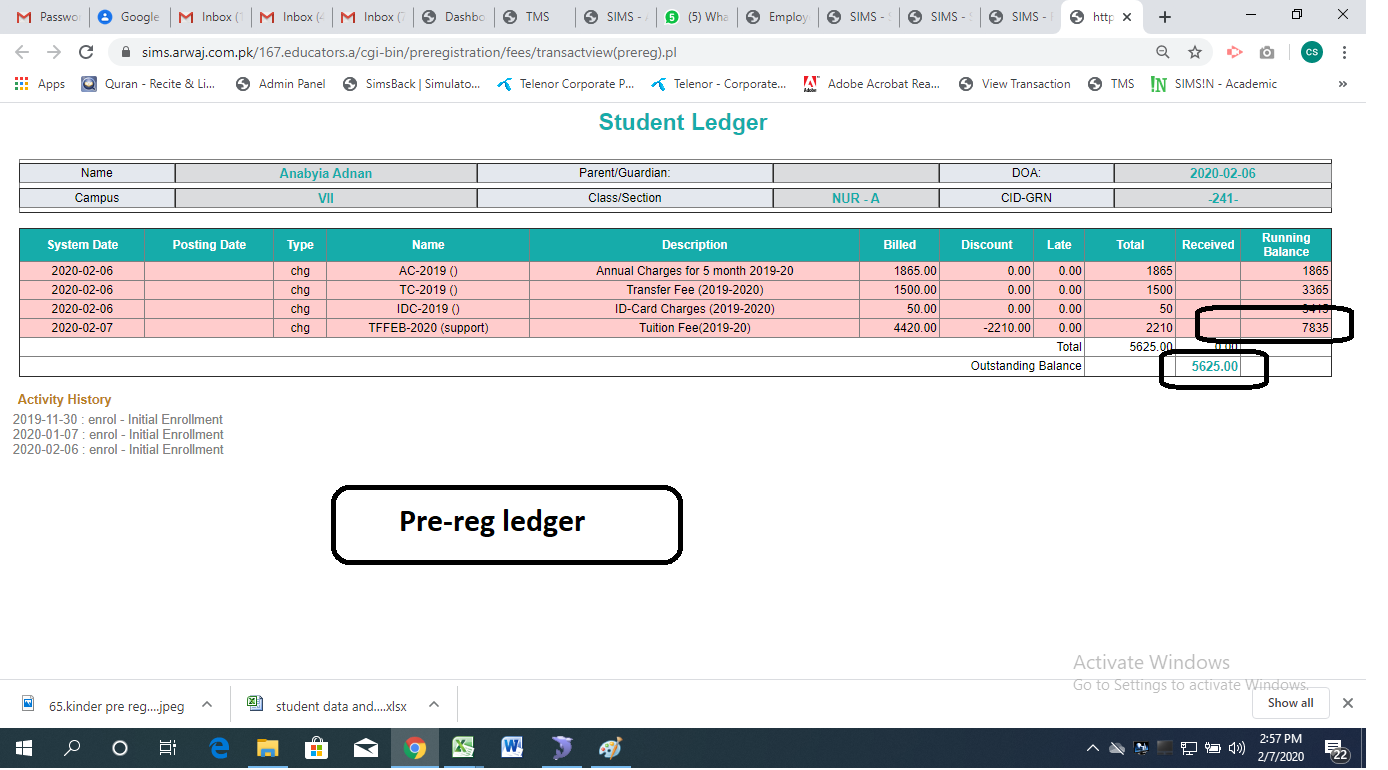 Passwo Google Inbox (1 Inbox (4 Inbox (7 Dashbo TMS SIMS - A (5) Wha Employ SIMS - S SIMS - S SIMS - http
sims.arwaj.com.pk/167.educators.a/cgi-bin/preregistration/fees/transactview(prereg).pl CS
Apps Quran - Recite & Li... Admin Panel SimsBack | Simulato... Telenor Corporate P... Telenor - Corporate... Adobe Acrobat Rea... View Transaction TMS SIMS!N - Academic »
Student Ledger
Name Anabyia Adnan Parent/Guardian: DOA: 2020-02-06
Campus VII Class/Section NUR - A CID-GRN -241-
System Date Posting Date Type Name Description Billed Discount Late Total Received Running Balance
2020-02-06 chg AC-2019 () Annual Charges for 5 month 2019-20 1865.00 0.00 0.00 1865 1865
2020-02-06 chg TC-2019 () Transfer Fee (2019-2020) 1500.00 0.00 0.00 1500 3365
2020-02-06 chg IDC-2019 () ID-Card Charges (2019-2020) 50.00 0.00 0.00 50 3415
2020-02-07 chg TFFEB-2020 (support) Tuition Fee(2019-20) 4420.00 -2210.00 0.00 2210 7835
Total 5625.00 0.00
Outstanding Balance 5625.00
Activity History
2019-11-30 : enrol - Initial Enrollment
2020-01-07 : enrol - Initial Enrollment
2020-02-06 : enrol - Initial Enrollment
Pre-reg ledger
Activate Windows
Go to Settings to activate Windows.
65.kinder pre reg....jpeg student data and....xlsx Show all
2:57 PM
2/7/2020 22